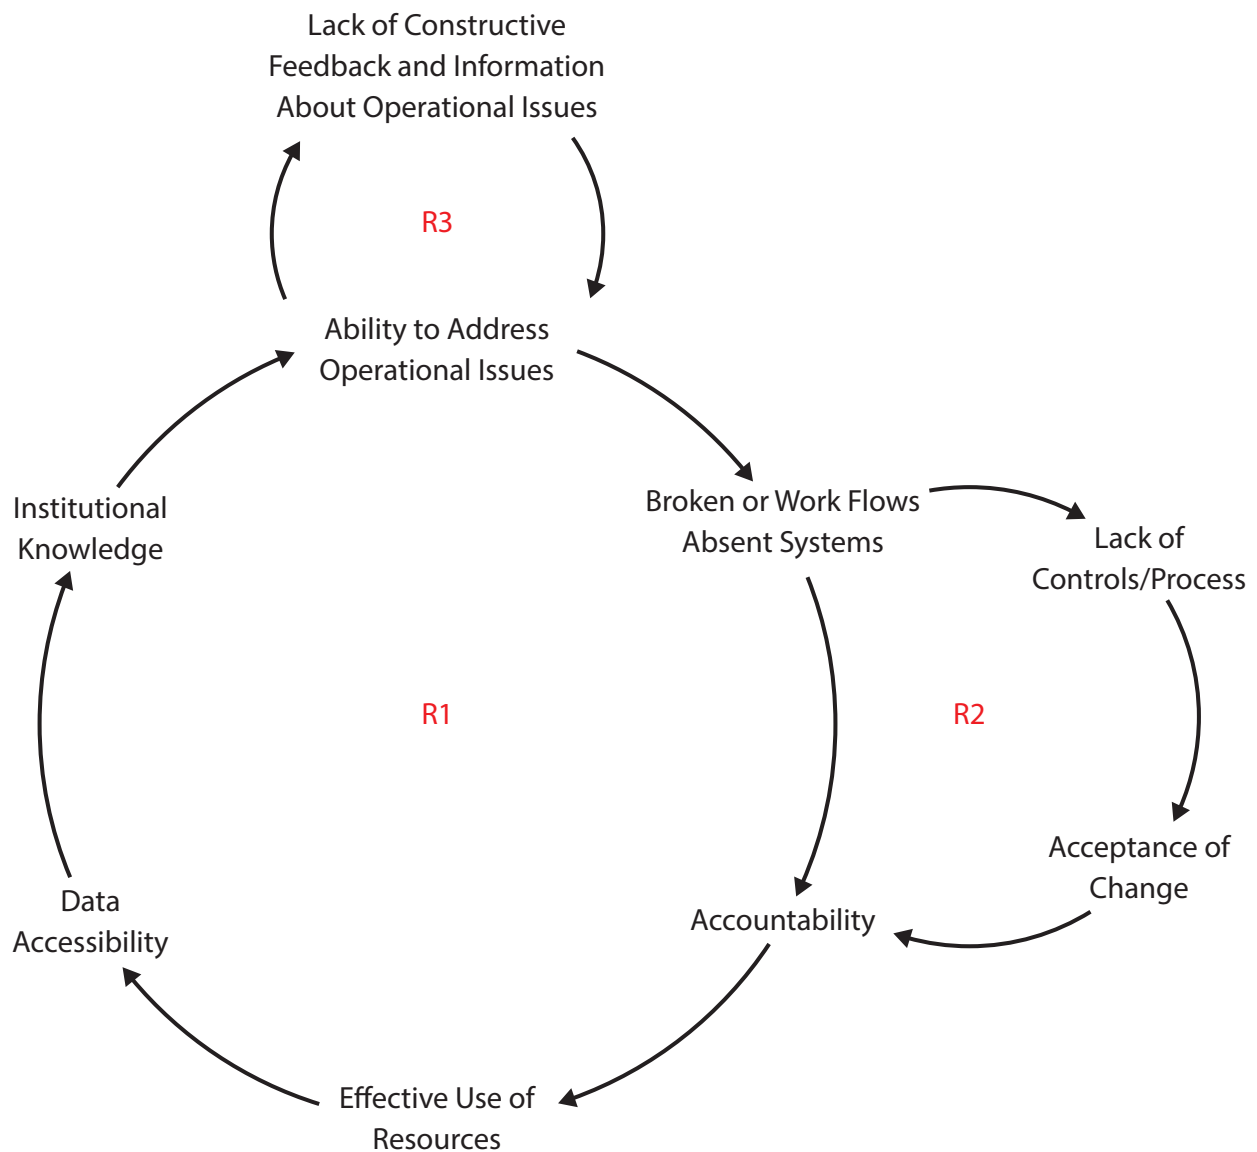 Lack of Constructive
Feedback and Information
About Operational Issues
R3
Ability to Address
Operational Issues
Institutional
Knowledge
Broken or Work Flows
Absent Systems
Lack of
Controls/Process
R1
R2
Acceptance of
Change
Data
Accessibility
Accountability
Effective Use of
Resources